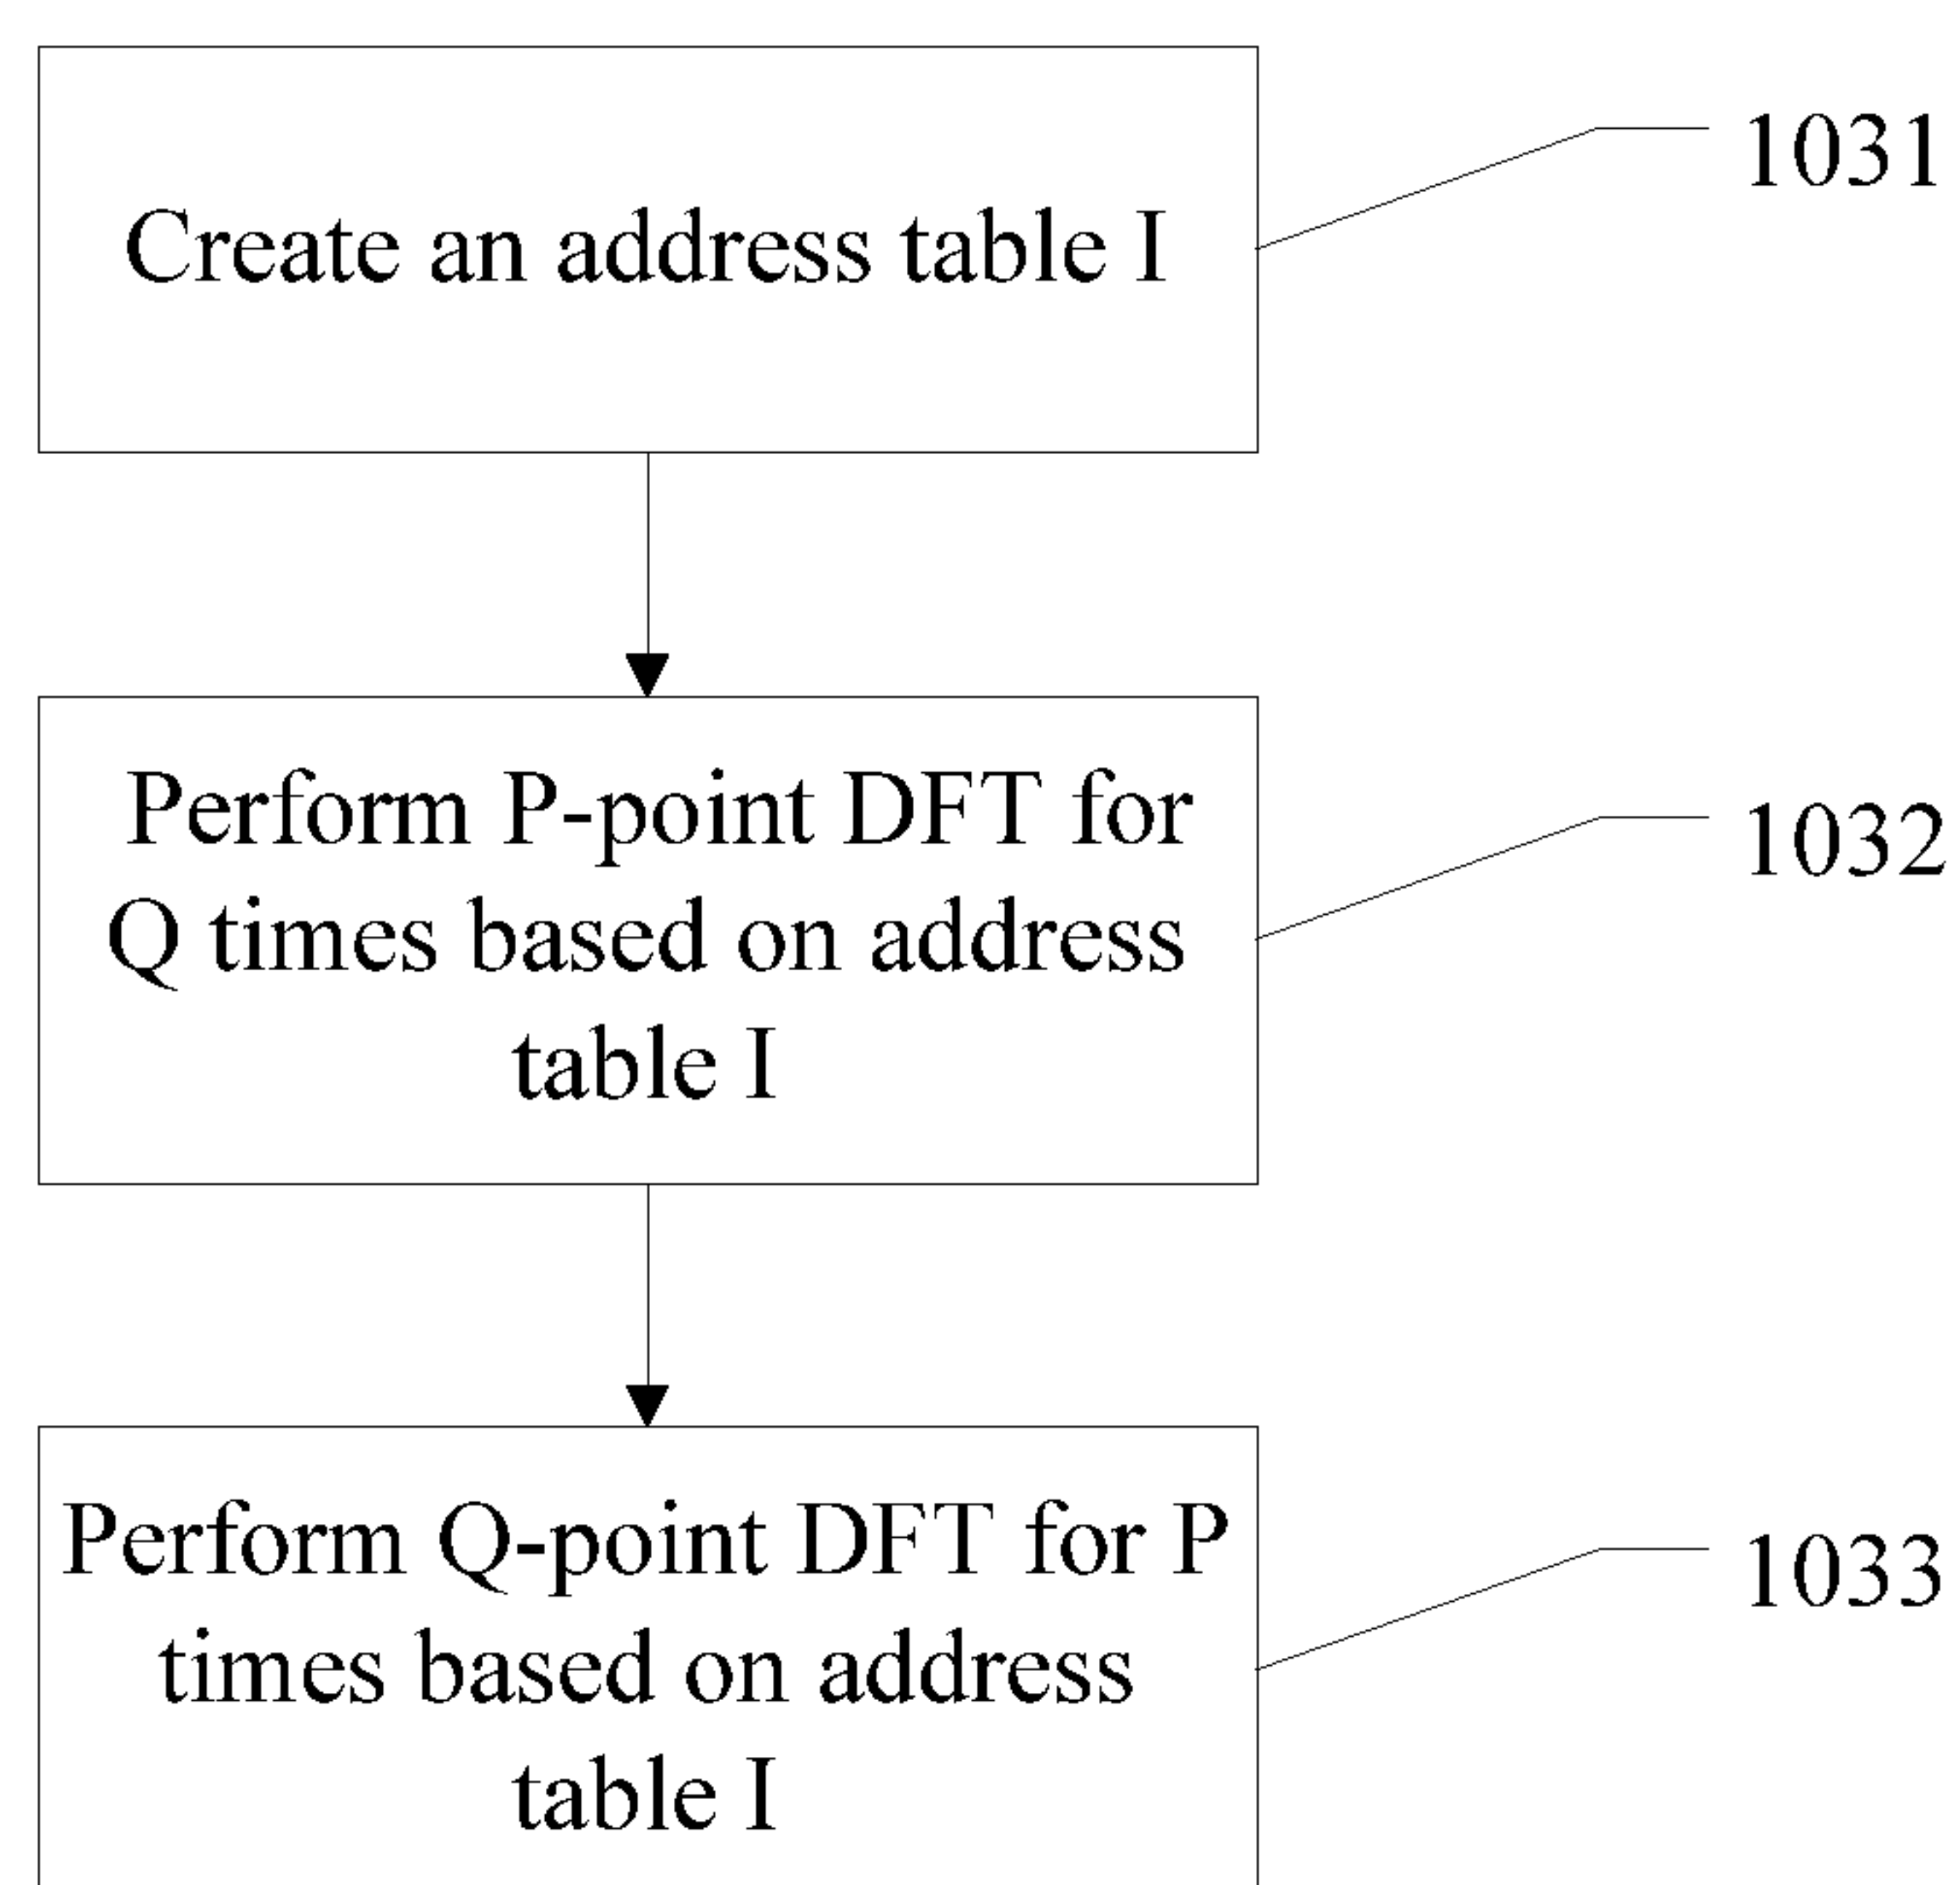 Create an address table I
1031
Perform P-point DFT for
Q times based on address
table I
1032
Perform Q-point DFT for P
times based on address
table I
1033